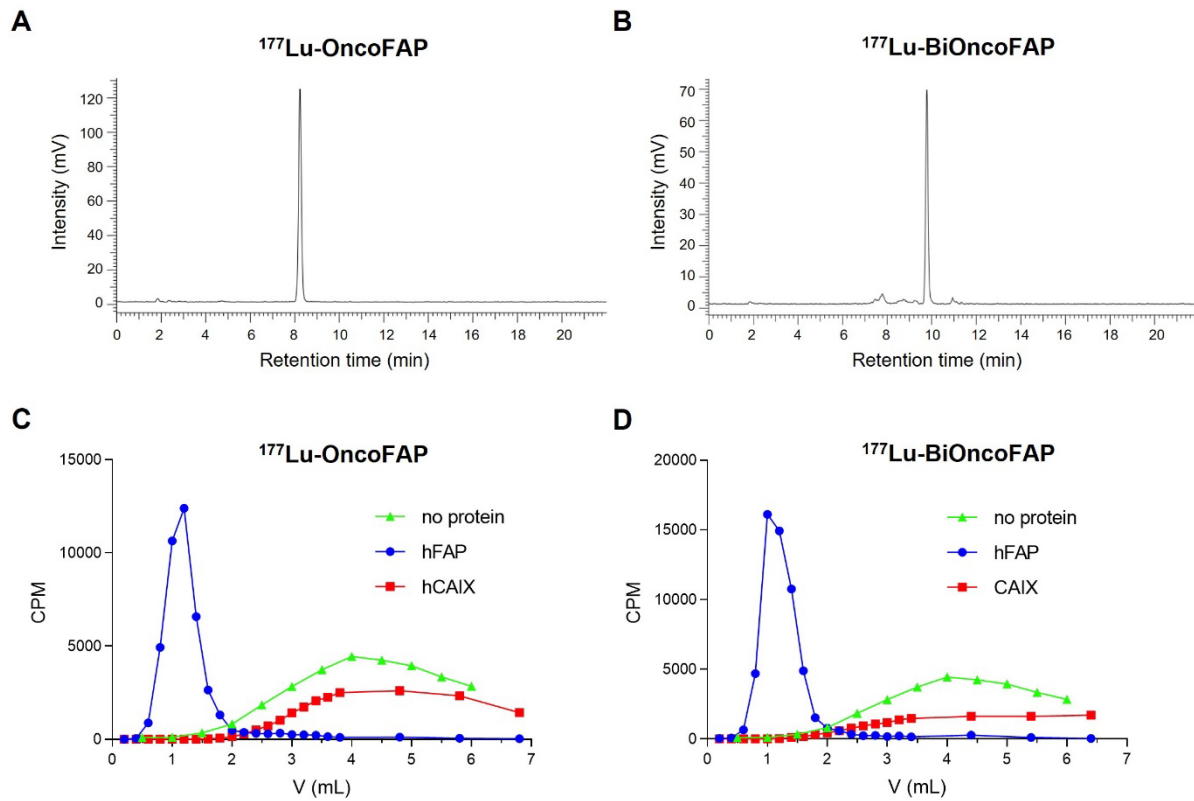 A
¹⁷⁷Lu-OncoFAP
Intensity (mV)
120
100
80
60
40
20
0
0 2 4 6 8 10 12 14 16 18 20
Retention time (min)
B
¹⁷⁷Lu-BiOncoFAP
Intensity (mV)
70
60
50
40
30
20
10
0
0 2 4 6 8 10 12 14 16 18 20
Retention time (min)
C
¹⁷⁷Lu-OncoFAP
CPM
15000
10000
5000
0
no protein
hFAP
hCAIX
0 1 2 3 4 5 6 7
V (mL)
D
¹⁷⁷Lu-BiOncoFAP
CPM
20000
15000
10000
5000
0
no protein
hFAP
CAIX
0 1 2 3 4 5 6 7
V (mL)